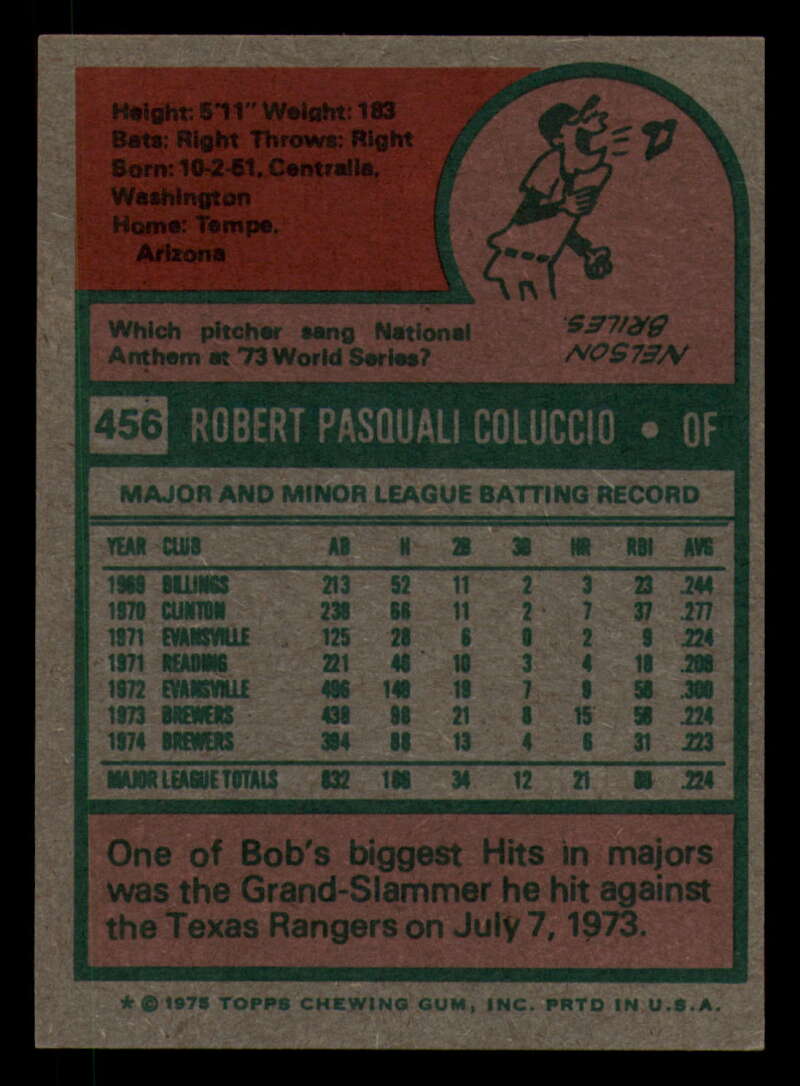 Height: 5'11" Weight: 183
Bats: Right Throws: Right
Born: 10-2-51, Centralia,
Washington
Home: Tempe,
Arizona
Which pitcher sang National
Anthem at '73 World Series?
NELSON
BRILES.
456 ROBERT PASQUALI COLUCCIO • OF
MAJOR AND MINOR LEAGUE BATTING RECORD
YEAR CLUB AB H 2B 3B HR RBI AVG
1969 BILLINGS 213 52 11 2 3 23 .244
1970 CLINTON 238 66 11 2 7 37 .277
1971 EVANSVILLE 125 28 6 0 2 9 .224
1971 READING 221 46 10 3 4 18 .208
1972 EVANSVILLE 496 149 19 7 9 58 .300
1973 BREWERS 438 98 21 8 15 58 .224
1974 BREWERS 394 88 13 4 6 31 .223
MAJOR LEAGUE TOTALS 832 186 34 12 21 89 .224
One of Bob's biggest Hits in majors
was the Grand-Slammer he hit against
the Texas Rangers on July 7, 1973.
* © 1975 TOPPS CHEWING GUM, INC. PRTD IN U.S.A.